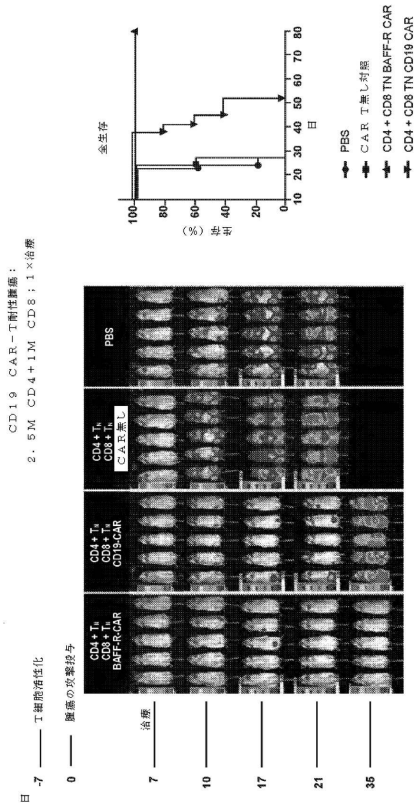 CD19 CAR-T耐性腫瘍:
2.5M CD4+1M CD8; 1×治療
日
-7
T細胞活性化
0
腫瘍の攻撃投与
7
治療
10
17
21
35
CD4+TN
CD8+TN
BAFF-R-CAR
CD4+TN
CD8+TN
CD19-CAR
CD4+TN
CD8+TN
CAR無し
PBS
全生存
生存(%)
100
80
60
40
20
0
10
20
30
40
50
60
70
80
日
PBS
CAR T無し対照
CD4 + CD8 TN BAFF-R CAR
CD4 + CD8 TN CD19 CAR